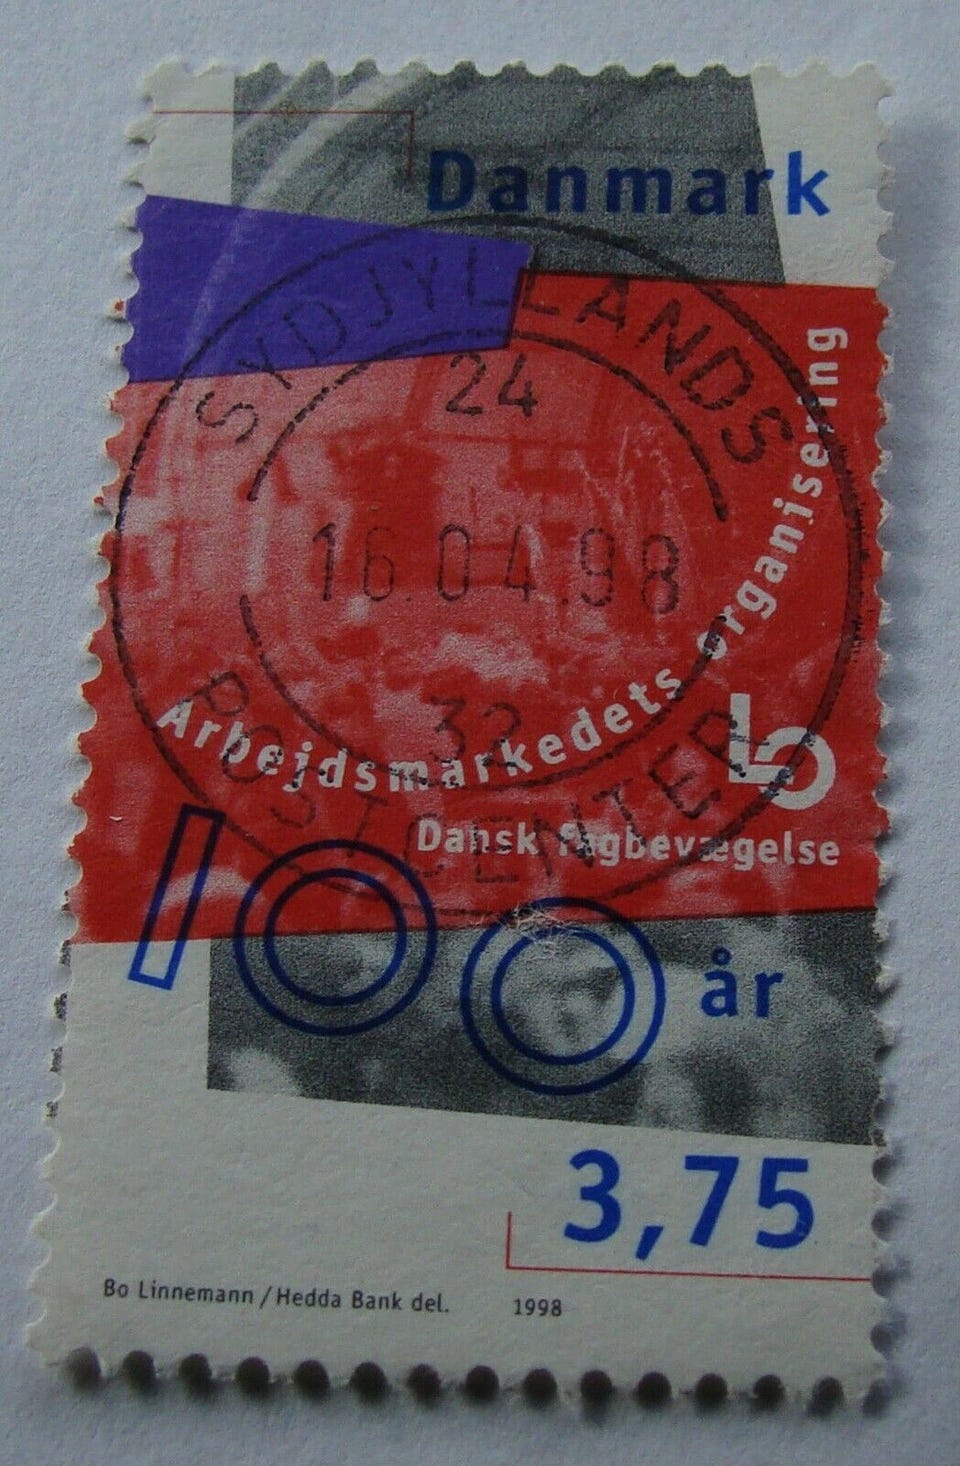 Danmark
SYDJYLLANDS
24
16.04.98
32
POSTCENTER
Arbejdsmarkedets organisering
LO
Dansk fagbevægelse
100 år
3,75
Bo Linnemann / Hedda Bank del. 1998